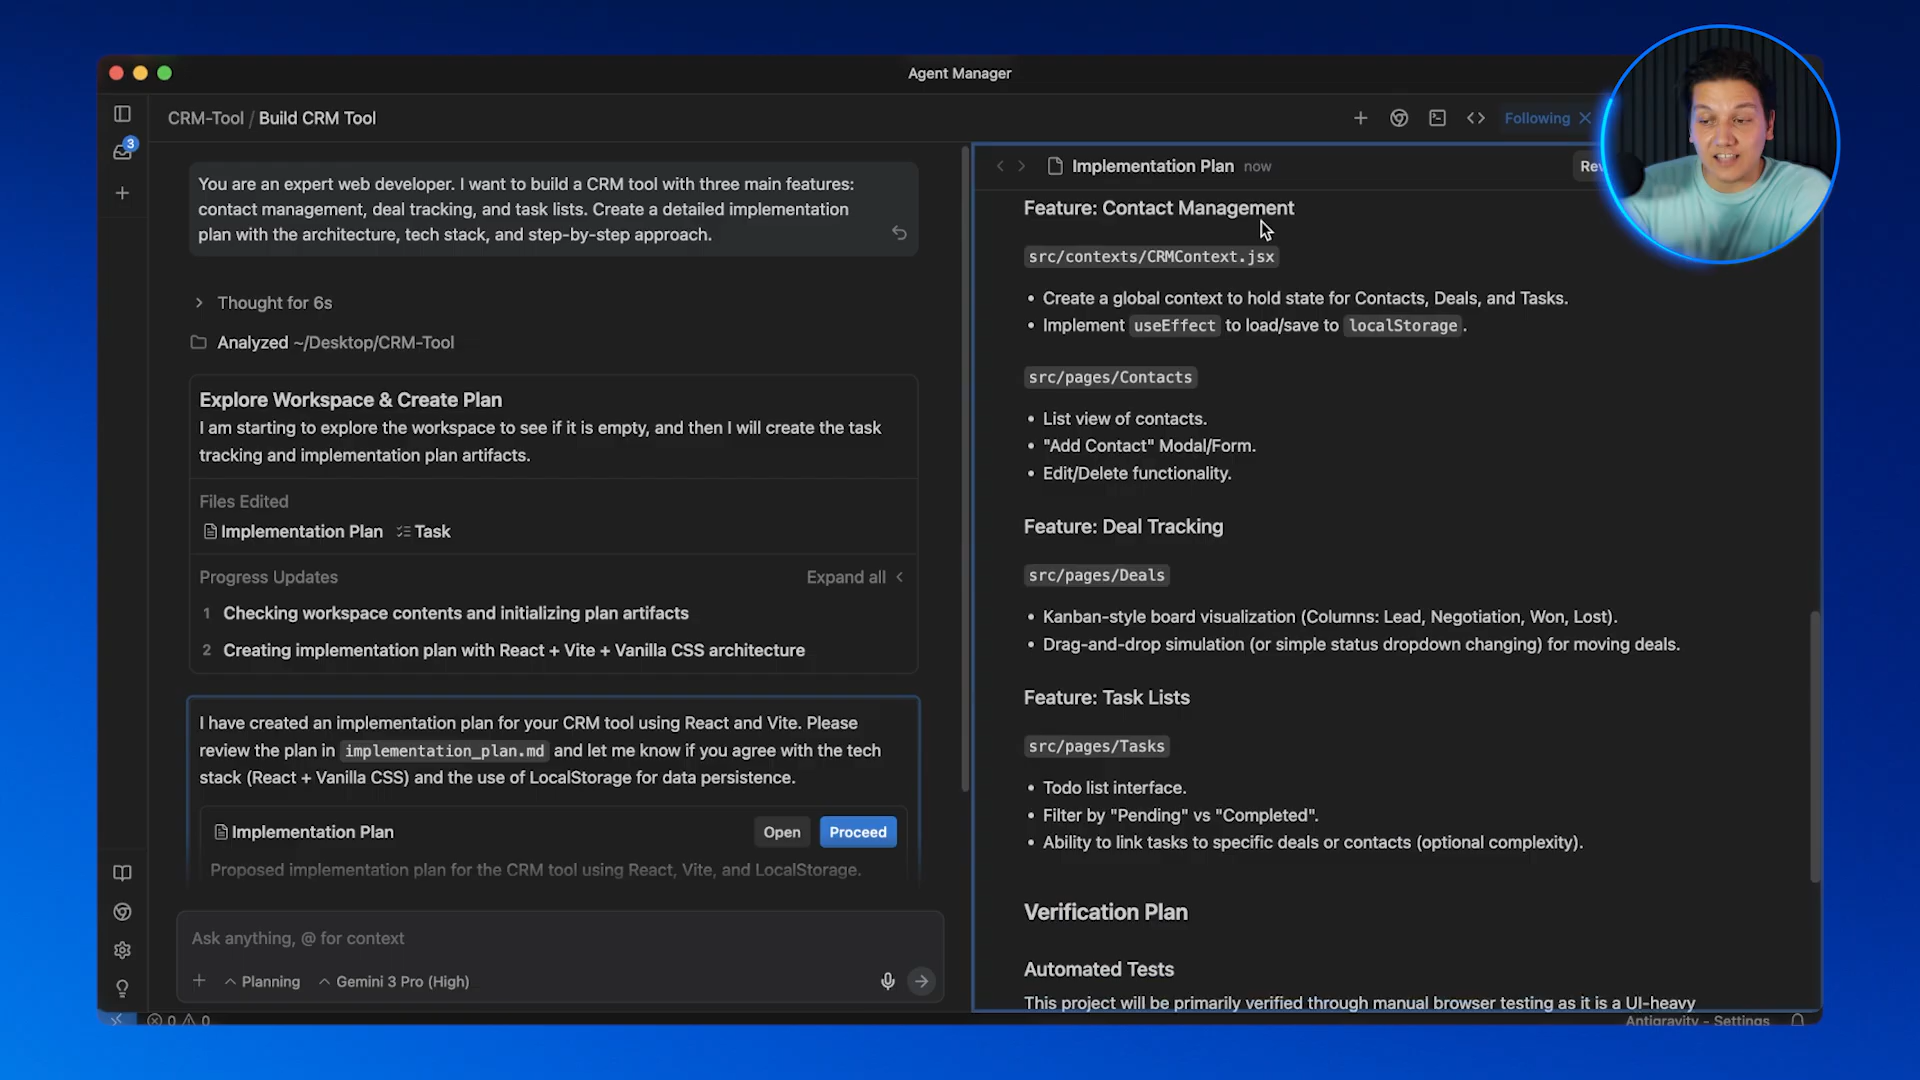 Agent Manager
CRM-Tool / Build CRM Tool
Following
3
You are an expert web developer. I want to build a CRM tool with three main features:
contact management, deal tracking, and task lists. Create a detailed implementation
plan with the architecture, tech stack, and step-by-step approach.
Thought for 6s
Analyzed ~/Desktop/CRM-Tool
Explore Workspace & Create Plan
I am starting to explore the workspace to see if it is empty, and then I will create the task
tracking and implementation plan artifacts.
Files Edited
Implementation Plan Task
Progress Updates Expand all
1 Checking workspace contents and initializing plan artifacts
2 Creating implementation plan with React + Vite + Vanilla CSS architecture
I have created an implementation plan for your CRM tool using React and Vite. Please
review the plan in implementation_plan.md and let me know if you agree with the tech
stack (React + Vanilla CSS) and the use of LocalStorage for data persistence.
Implementation Plan Open Proceed
Proposed implementation plan for the CRM tool using React, Vite, and LocalStorage.
Ask anything, @ for context
Planning Gemini 3 Pro (High)
0 0
Implementation Plan now
Feature: Contact Management
src/contexts/CRMContext.jsx
• Create a global context to hold state for Contacts, Deals, and Tasks.
• Implement useEffect to load/save to localStorage.
src/pages/Contacts
• List view of contacts.
• "Add Contact" Modal/Form.
• Edit/Delete functionality.
Feature: Deal Tracking
src/pages/Deals
• Kanban-style board visualization (Columns: Lead, Negotiation, Won, Lost).
• Drag-and-drop simulation (or simple status dropdown changing) for moving deals.
Feature: Task Lists
src/pages/Tasks
• Todo list interface.
• Filter by "Pending" vs "Completed".
• Ability to link tasks to specific deals or contacts (optional complexity).
Verification Plan
Automated Tests
This project will be primarily verified through manual browser testing as it is a UI-heavy
Antigravity - Settings